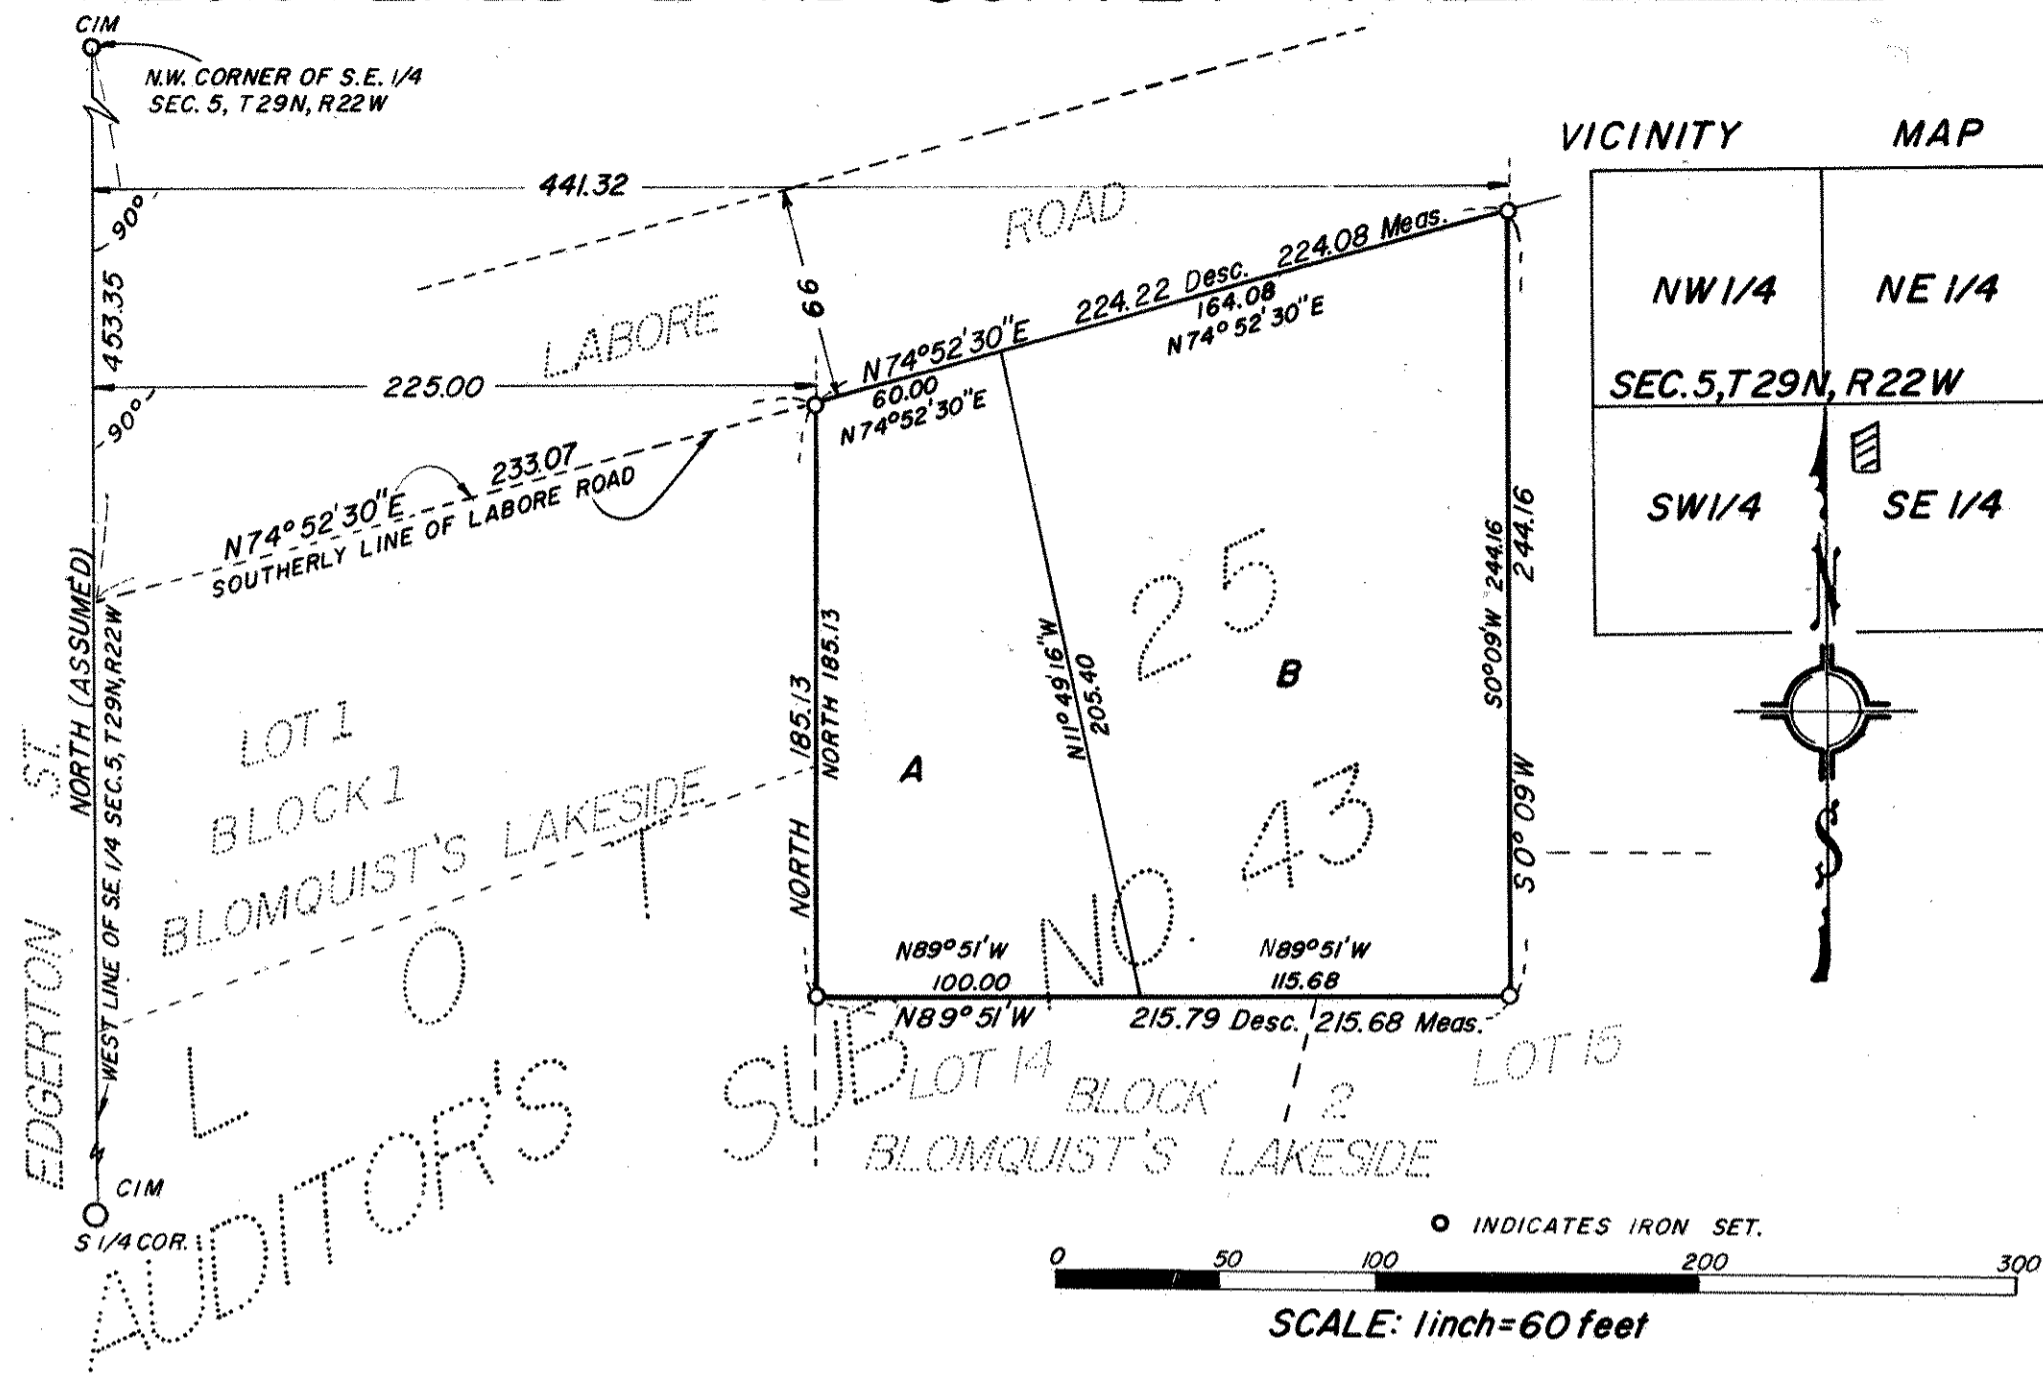 CIM
N.W. CORNER OF S.E. 1/4
SEC. 5, T29N, R22W
VICINITY MAP
441.32
ROAD
90°
453.35
66
LABORE
225.00
90°
N74°52'30"E
224.22 Desc.
224.08 Meas.
60.00
N74°52'30"E
164.08
N74°52'30"E
NW1/4
NE 1/4
SEC.5,T29N, R22W
SW1/4
SE 1/4
N74°52'30"E
233.07
SOUTHERLY LINE OF LABORE ROAD
NORTH (ASSUMED)
WEST LINE OF SE. 1/4 SEC. 5, T29N, R22W
EDGERTON ST.
LOT 1
BLOCK 1
BLOMQUIST'S LAKESIDE
NORTH 185.13
NORTH 185.13
A
N11°49'16"W
205.40
25
B
43
S0°09'W 244.16
S0°09'W 244.16
N
S
N89°51'W
100.00
N89°51'W
115.68
N89°51'W
215.79 Desc. 215.68 Meas.
LOT 1
AUDITOR'S SUB NO.
LOT 14
BLOCK 2
LOT 15
BLOMQUIST'S LAKESIDE
CIM
S 1/4 COR.
INDICATES IRON SET.
0 50 100 200 300
SCALE: 1inch=60 feet